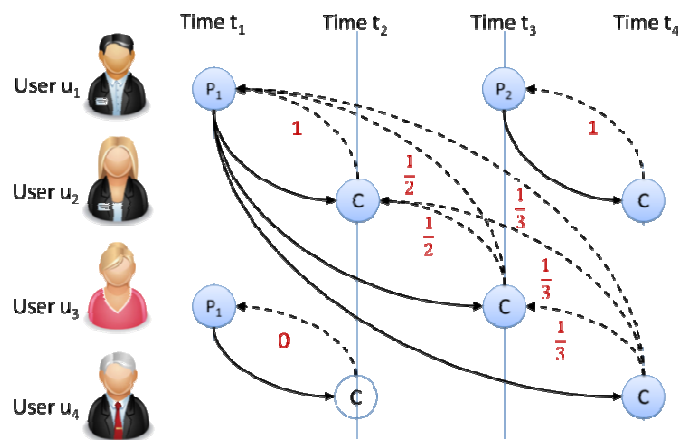 Time t1 Time t2 Time t3 Time t4
User u1
P1
P2
1
1
1/2
1/3
User u2
C
C
1/2
1/3
User u3
P1
C
0
1/3
User u4
C
C